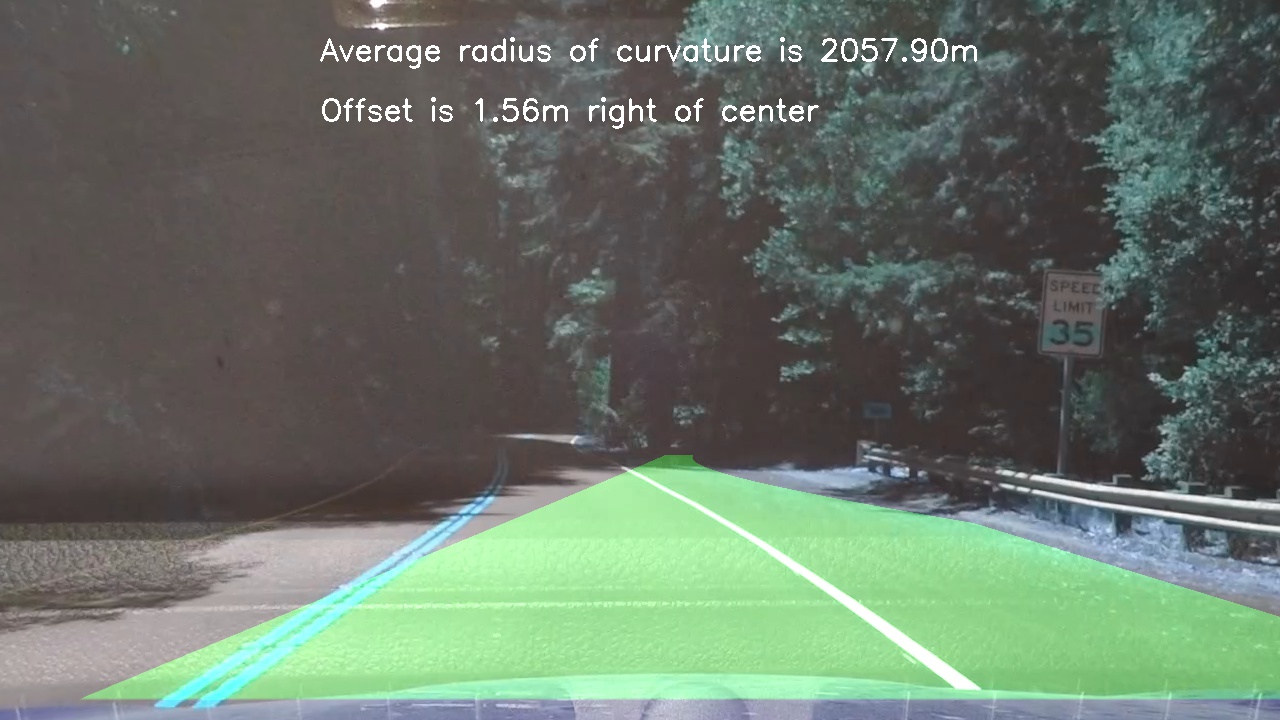 Average radius of curvature is 2057.90m
Offset is 1.56m right of center
SPEED
LIMIT
35